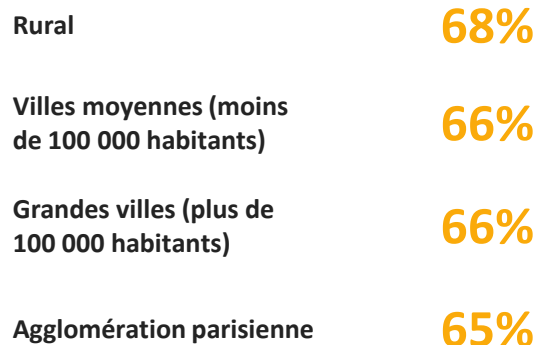 Rural 68%
Villes moyennes (moins
de 100 000 habitants) 66%
Grandes villes (plus de
100 000 habitants) 66%
Agglomération parisienne 65%